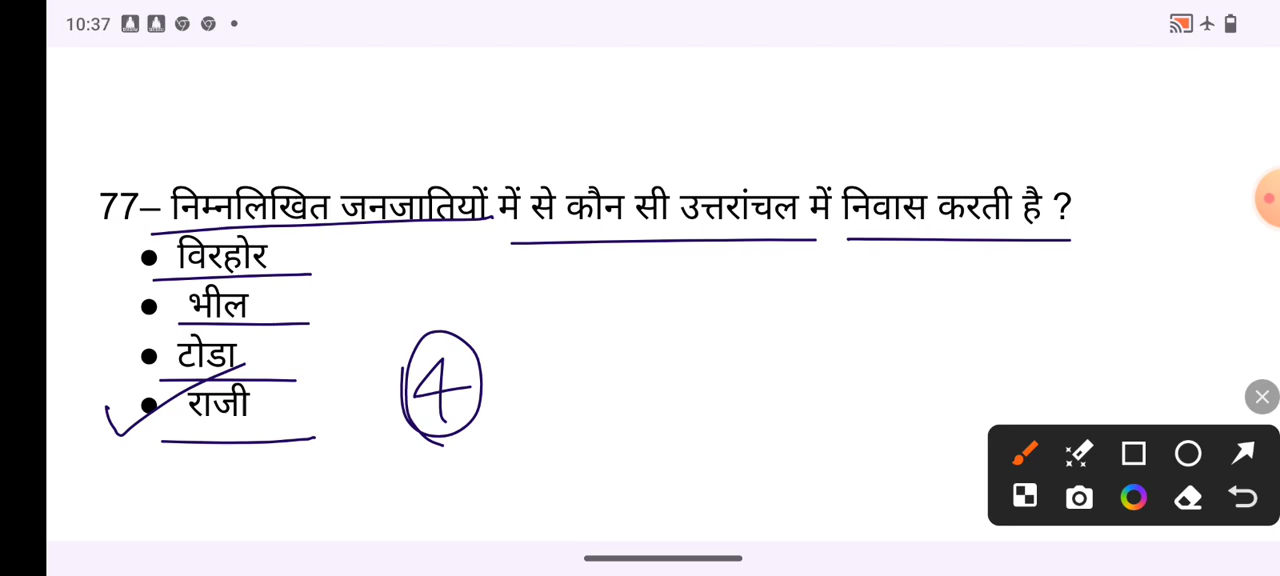 10:37
77– निम्नलिखित जनजातियों में से कौन सी उत्तरांचल में निवास करती है ?
● विरहोर
● भील
● टोडा
● राजी
4